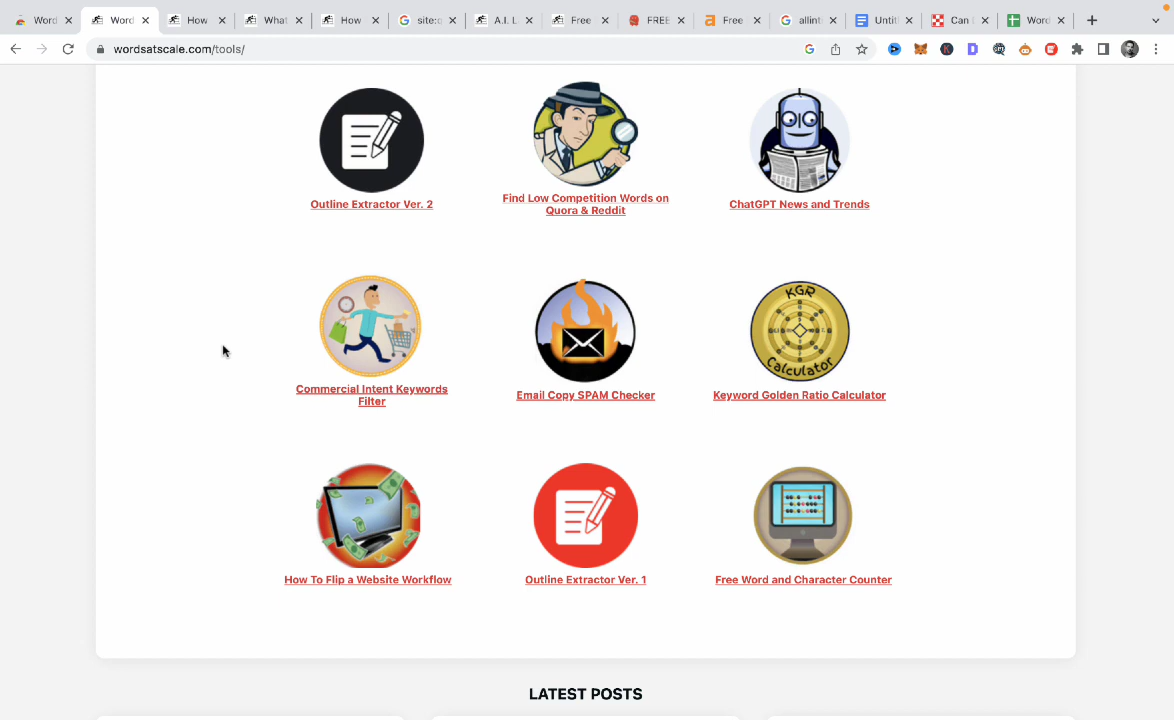 Word
Word
How
What
How
site:o
A.I. L
Free
FREE
Free
allint
Untitl
Can L
Word
wordsatscale.com/tools/
Outline Extractor Ver. 2
Find Low Competition Words on
Quora & Reddit
ChatGPT News and Trends
KGR
Calculator
Commercial Intent Keywords
Filter
Email Copy SPAM Checker
Keyword Golden Ratio Calculator
How To Flip a Website Workflow
Outline Extractor Ver. 1
Free Word and Character Counter
LATEST POSTS